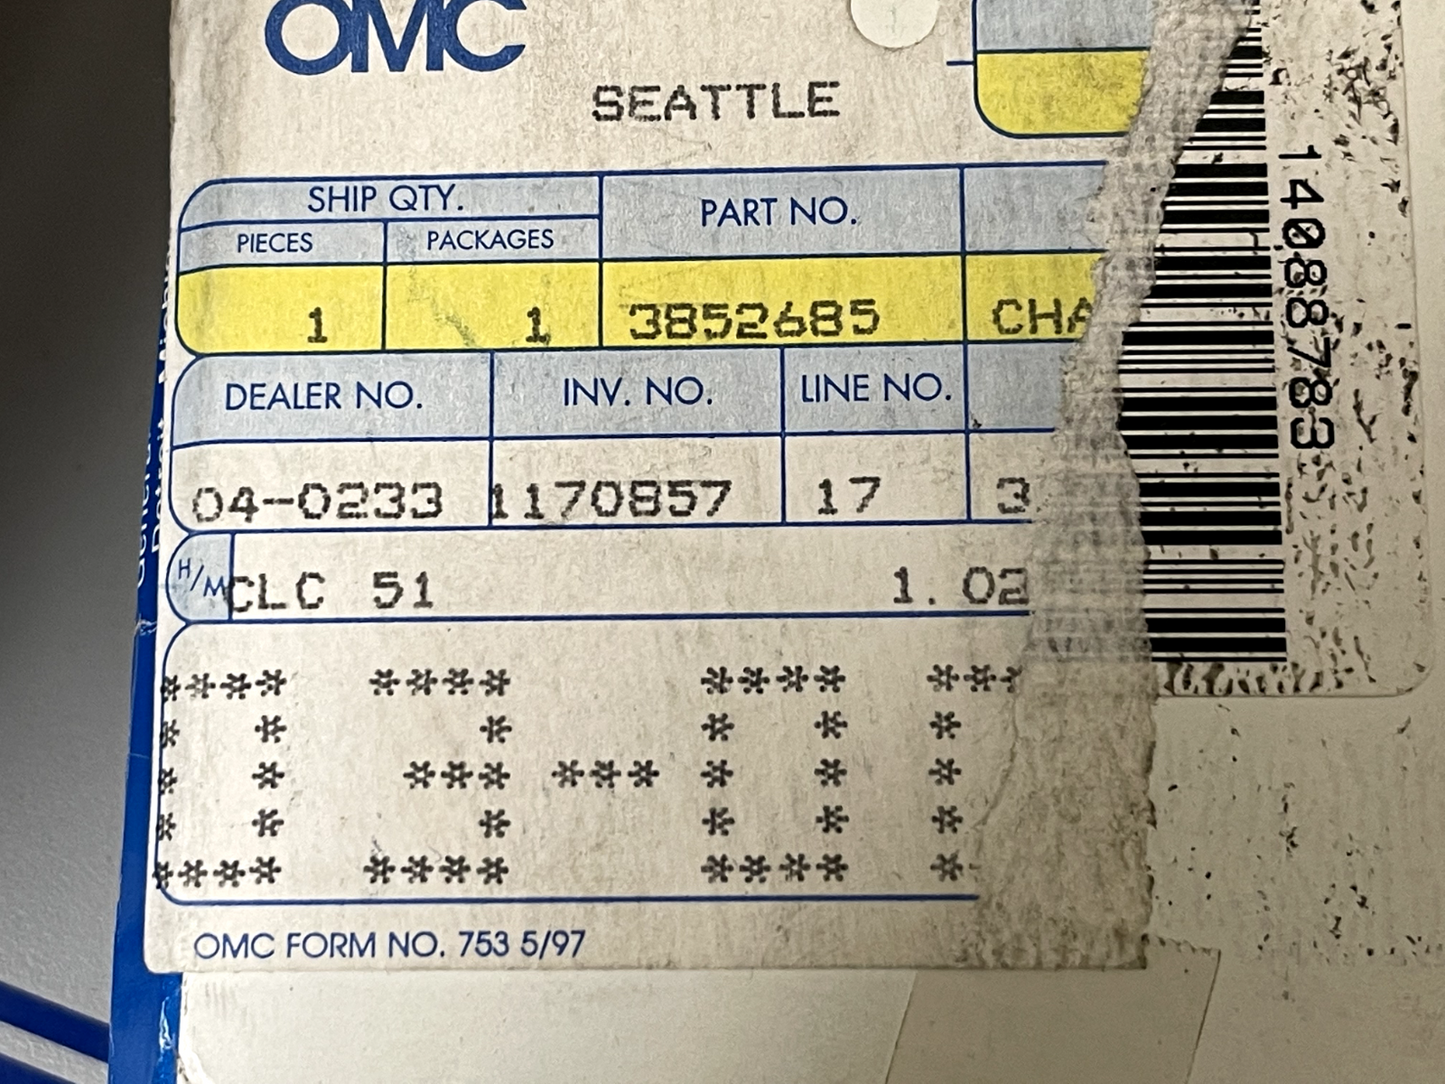 OMC
SEATTLE
SHIP QTY.
PART NO.
PIECES PACKAGES
1 1 3852685 CHA
DEALER NO. INV. NO. LINE NO.
04-0233 1170857 17 3
H/M CLC 51 1.02
**** **** **** ***
* * * * * *
* * *** *** * * *
* * * * * *
**** **** **** *
OMC FORM NO. 753 5/97
14088783